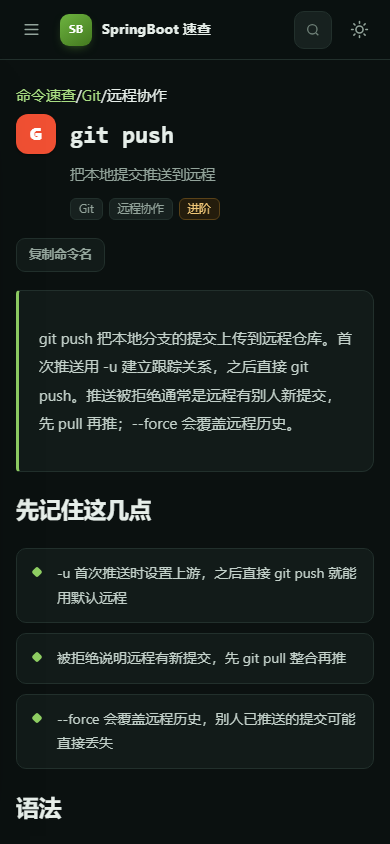 SB SpringBoot 速查
命令速查/Git/远程协作
G git push
把本地提交推送到远程
Git 远程协作 进阶
复制命令名
git push 把本地分支的提交上传到远程仓库。首
次推送用 -u 建立跟踪关系，之后直接 git
push。推送被拒绝通常是远程有别人新提交，
先 pull 再推；--force 会覆盖远程历史。
先记住这几点
-u 首次推送时设置上游，之后直接 git push 就能
用默认远程
被拒绝说明远程有新提交，先 git pull 整合再推
--force 会覆盖远程历史，别人已推送的提交可能
直接丢失
语法